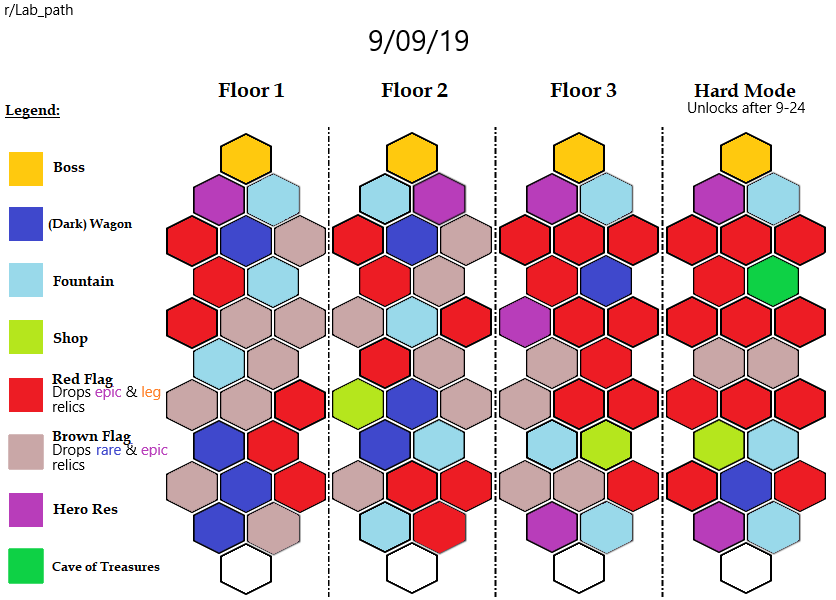 r/Lab_path
9/09/19
Floor 1
Floor 2
Floor 3
Hard Mode
Unlocks after 9-24
Legend:
Boss
(Dark) Wagon
Fountain
Shop
Red Flag
Drops epic & leg
relics
Brown Flag
Drops rare & epic
relics
Hero Res
Cave of Treasures